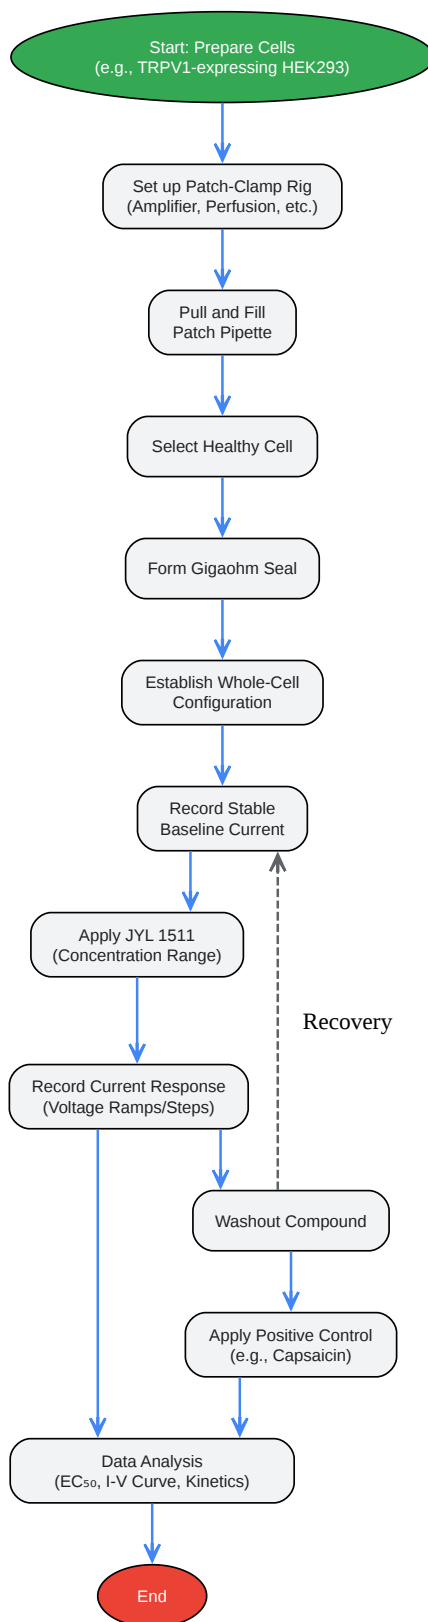 Start: Prepare Cells
(e.g., TRPV1-expressing HEK293)
Set up Patch-Clamp Rig
(Amplifier, Perfusion, etc.)
Pull and Fill
Patch Pipette
Select Healthy Cell
Form Gigaohm Seal
Establish Whole-Cell
Configuration
Record Stable
Baseline Current
Apply JYL 1511
(Concentration Range)
Recovery
Record Current Response
(Voltage Ramps/Steps)
Washout Compound
Apply Positive Control
(e.g., Capsaicin)
Data Analysis
(EC₅₀, I-V Curve, Kinetics)
End